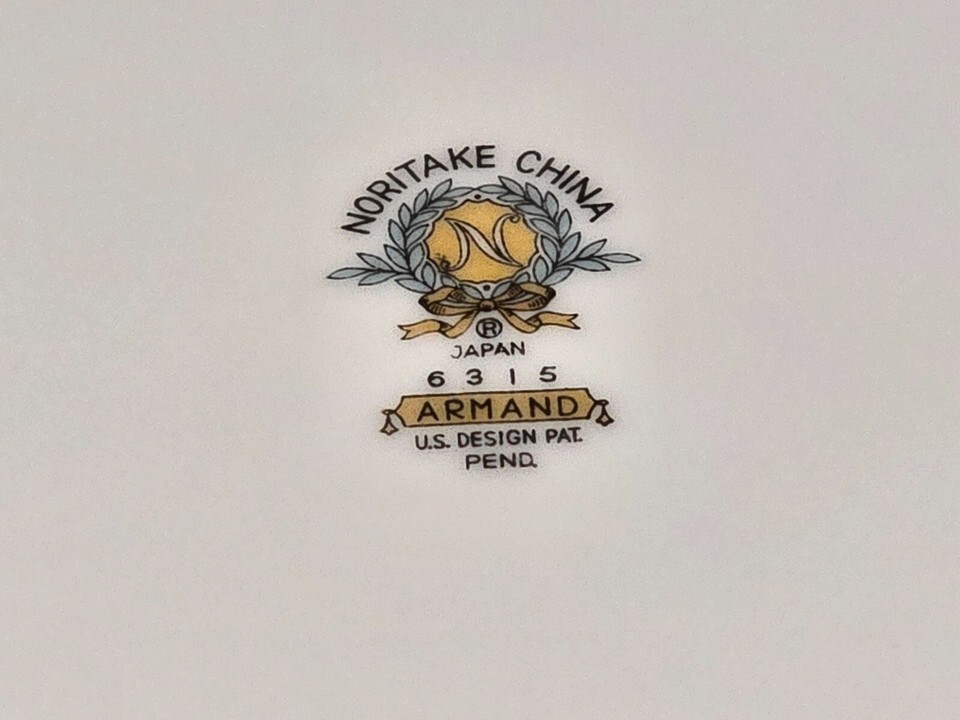 NORITAKE CHINA
N
®
JAPAN
6315
ARMAND
U.S. DESIGN PAT.
PEND.